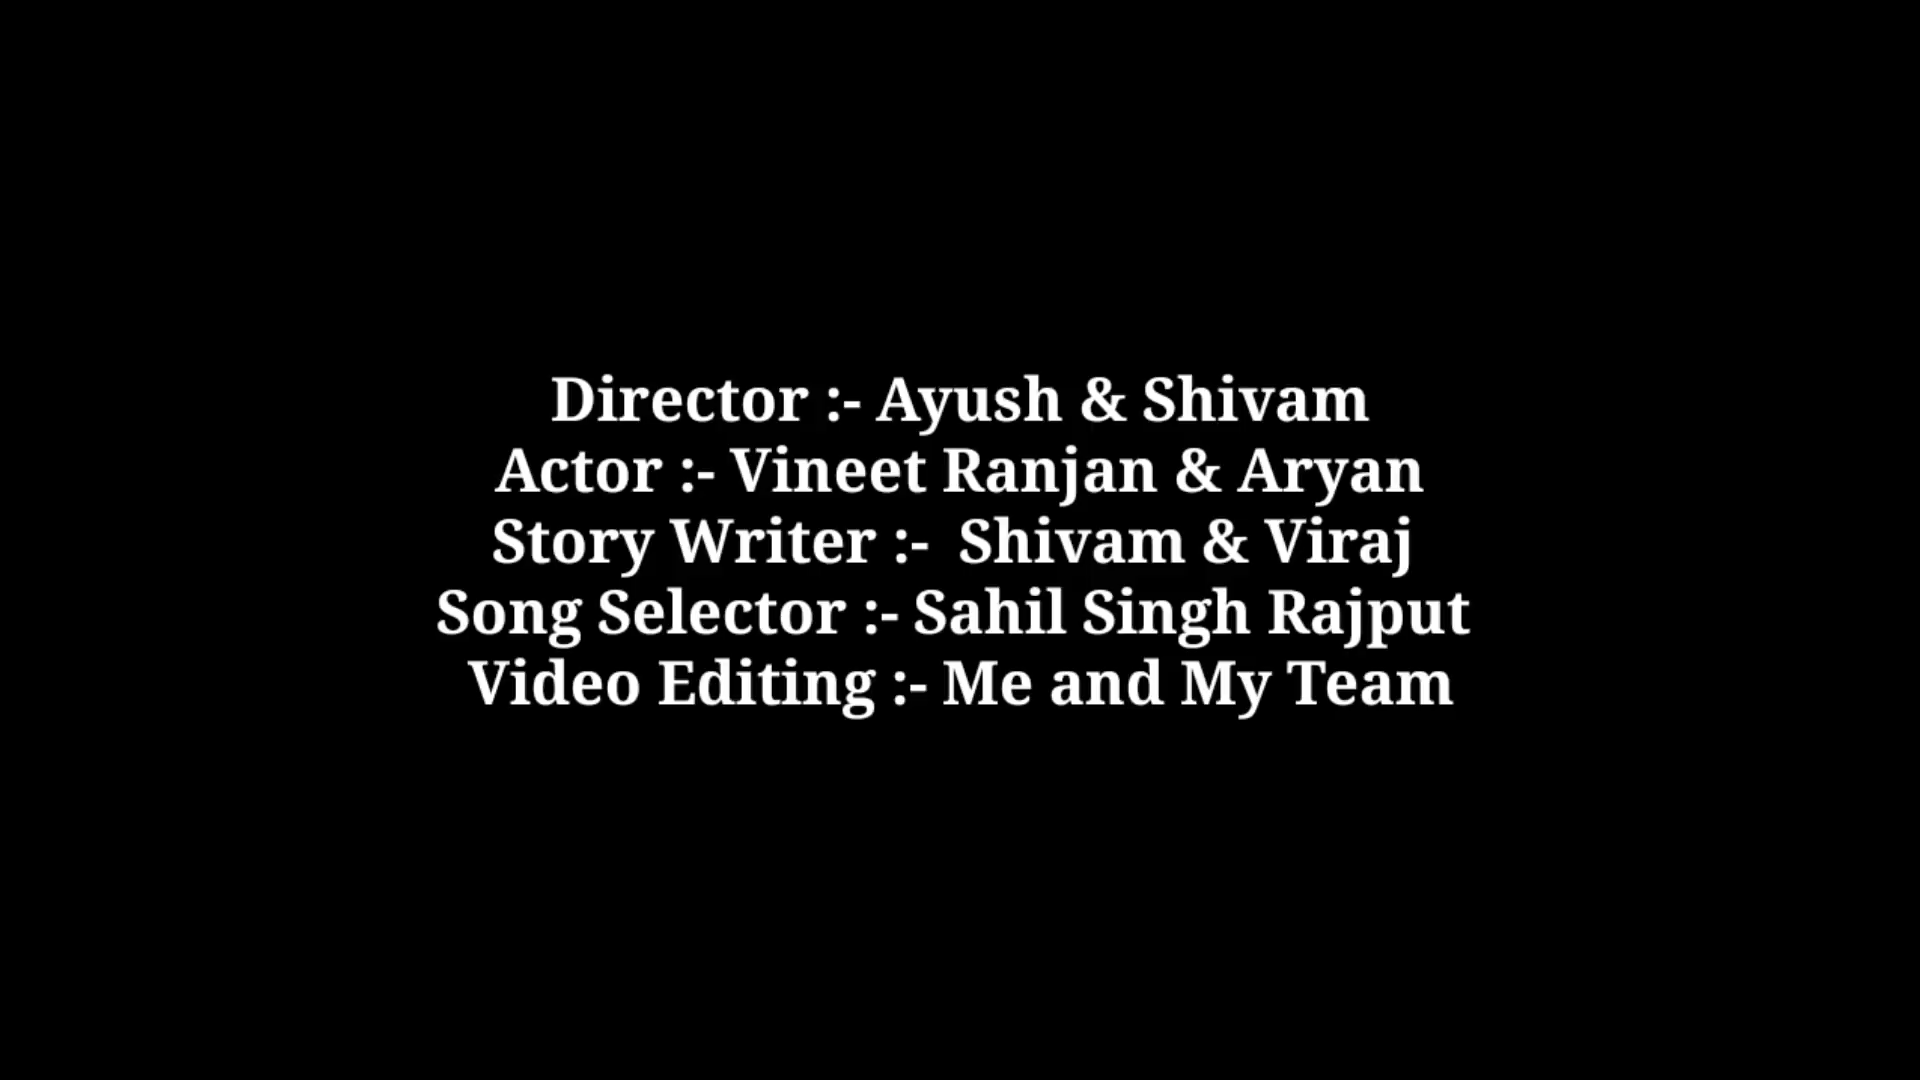 Director :- Ayush & Shivam
Actor :- Vineet Ranjan & Aryan
Story Writer :-  Shivam & Viraj
Song Selector :- Sahil Singh Rajput
Video Editing :- Me and My Team